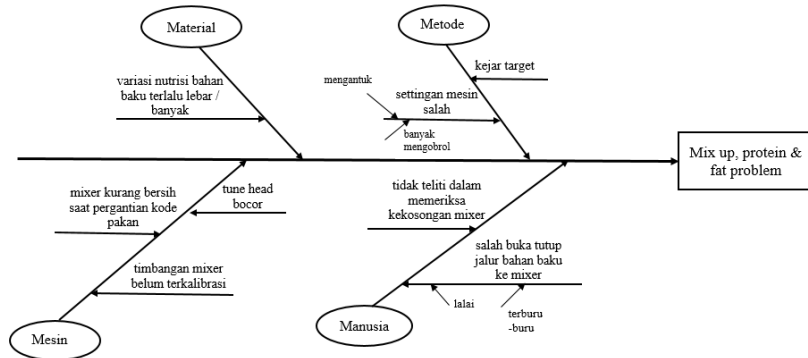 Material
Metode
variasi nutrisi bahan
baku terlalu lebar /
banyak
kejar target
mengantuk
settingan mesin
salah
banyak
mengobrol
Mix up, protein &
fat problem
mixer kurang bersih
saat pergantian kode
pakan
tune head
bocor
timbangan mixer
belum terkalibrasi
Mesin
tidak teliti dalam
memeriksa
kekosongan mixer
salah buka tutup
jalur bahan baku
ke mixer
lalai
terburu
-buru
Manusia